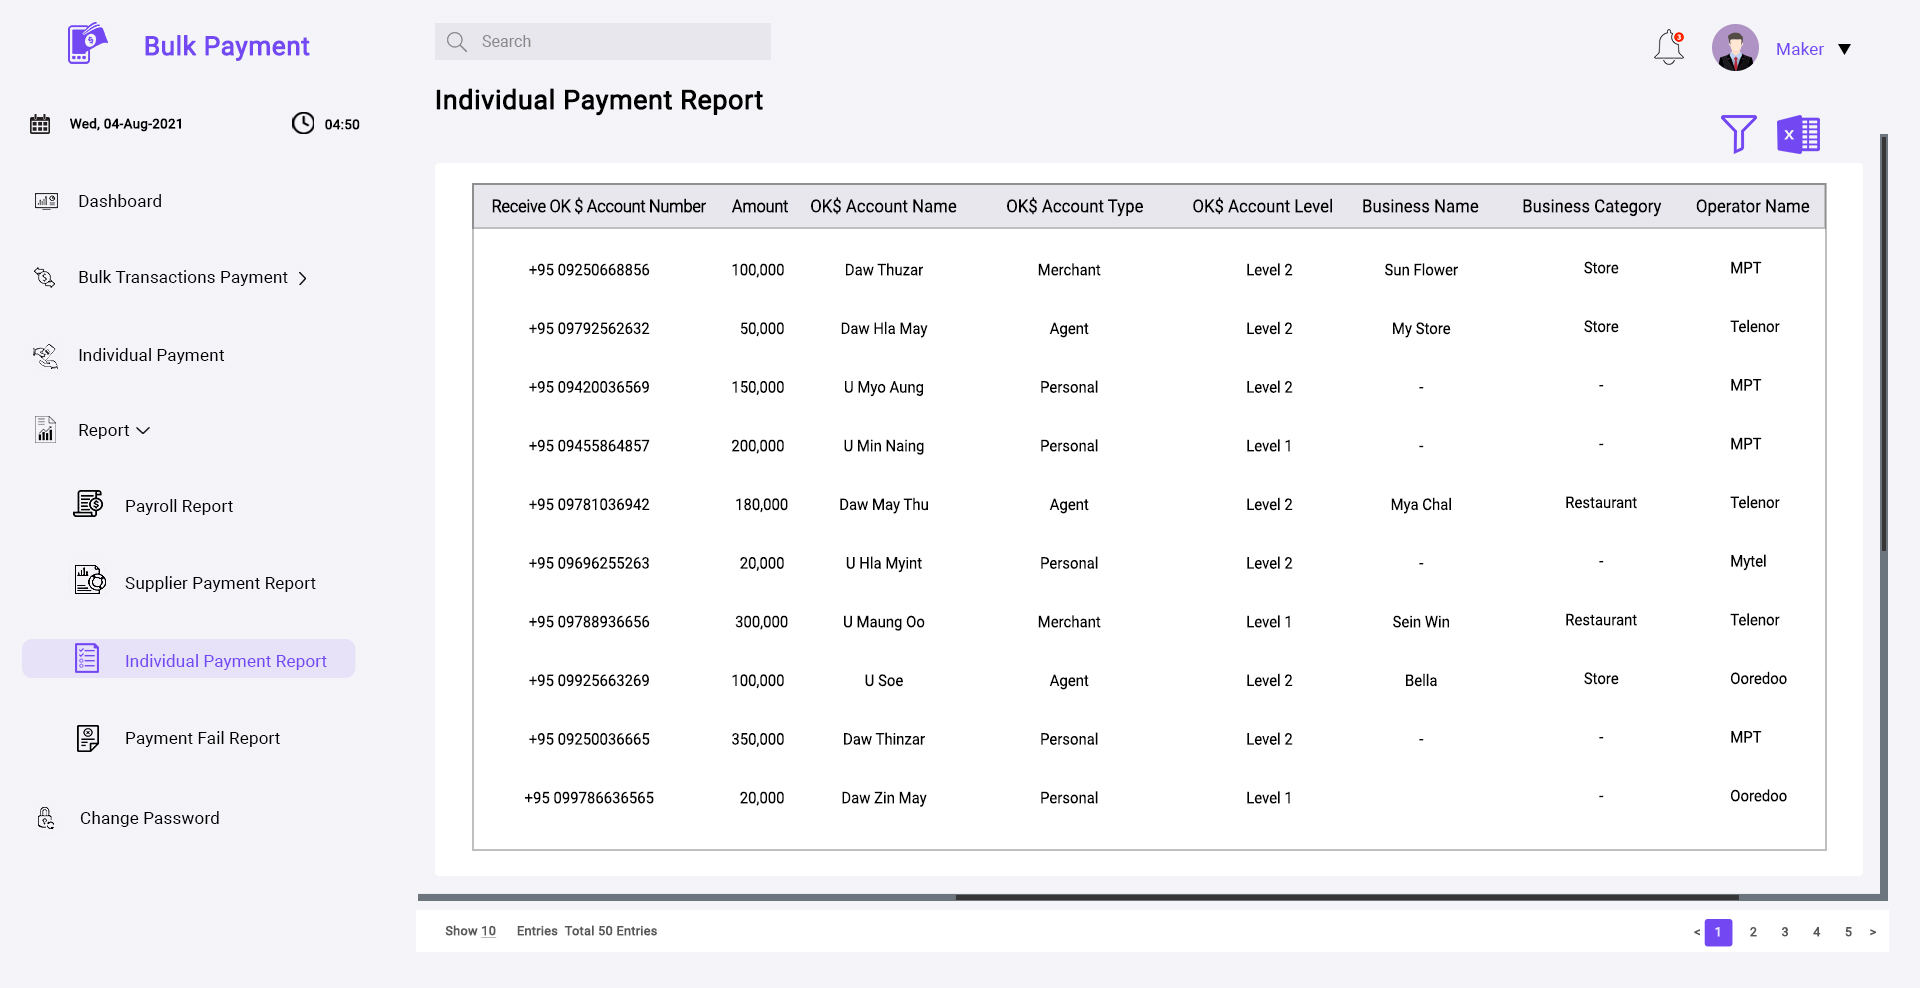 Bulk Payment
Search
3
Maker
Wed, 04-Aug-2021
04:50
Individual Payment Report
X
Dashboard
Bulk Transactions Payment
Individual Payment
Report
Payroll Report
Supplier Payment Report
Individual Payment Report
Payment Fail Report
Change Password
Receive OK $ Account Number Amount OK$ Account Name OK$ Account Type OK$ Account Level Business Name Business Category Operator Name
+95 09250668856 100,000 Daw Thuzar Merchant Level 2 Sun Flower Store MPT
+95 09792562632 50,000 Daw Hla May Agent Level 2 My Store Store Telenor
+95 09420036569 150,000 U Myo Aung Personal Level 2 - - MPT
+95 09455864857 200,000 U Min Naing Personal Level 1 - - MPT
+95 09781036942 180,000 Daw May Thu Agent Level 2 Mya Chal Restaurant Telenor
+95 09696255263 20,000 U Hla Myint Personal Level 2 - - Mytel
+95 09788936656 300,000 U Maung Oo Merchant Level 1 Sein Win Restaurant Telenor
+95 09925663269 100,000 U Soe Agent Level 2 Bella Store Ooredoo
+95 09250036665 350,000 Daw Thinzar Personal Level 2 - - MPT
+95 099786636565 20,000 Daw Zin May Personal Level 1 - Ooredoo
Show 10 Entries Total 50 Entries
< 1 2 3 4 5 >